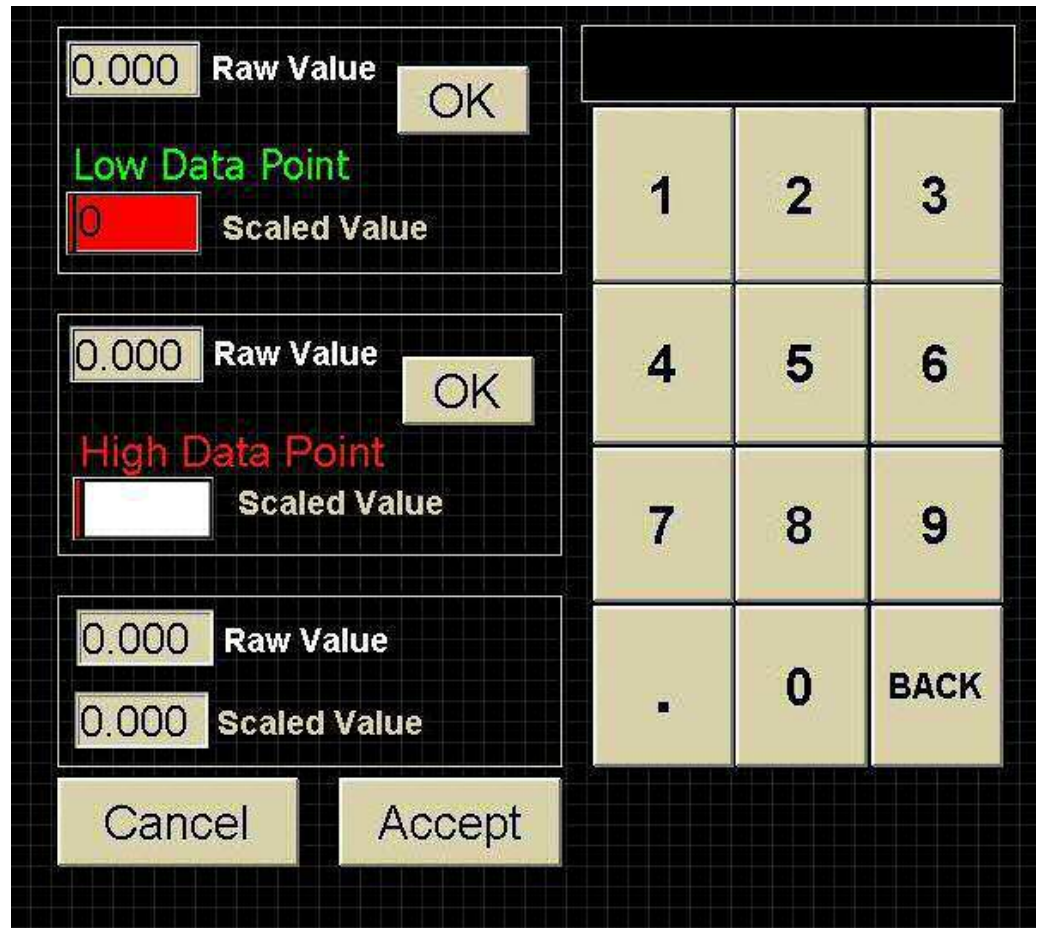 0.000 Raw Value
OK
Low Data Point
0 Scaled Value
0.000 Raw Value
OK
High Data Point
Scaled Value
0.000 Raw Value
0.000 Scaled Value
Cancel Accept
1 2 3
4 5 6
7 8 9
. 0 BACK